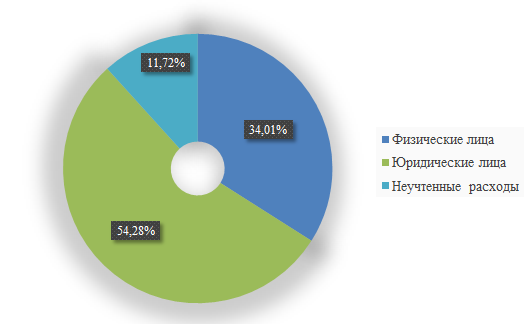 11,72%
34,01%
54,28%
Физические лица
Юридические лица
Неучтенные расходы